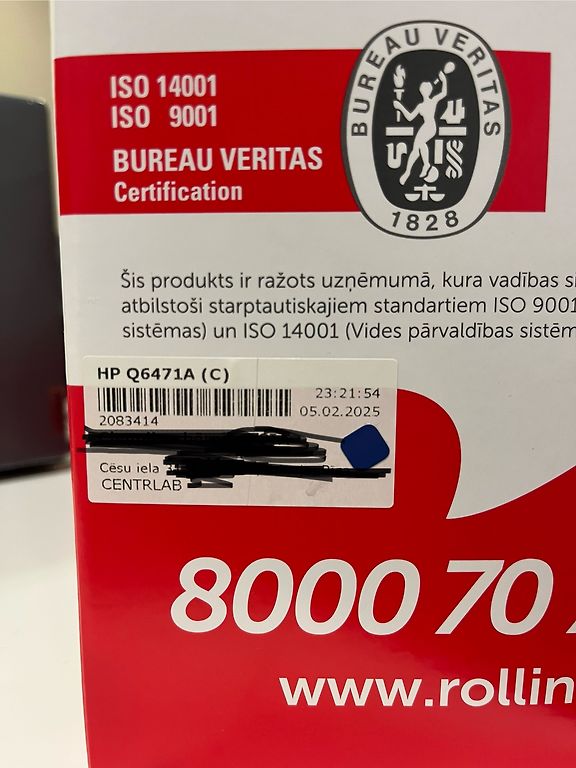 ISO 14001
ISO 9001
BUREAU VERITAS
Certification
BUREAU VERITAS
1828
Šis produkts ir ražots uzņēmumā, kura vadības
atbilstoši starptautiskajiem standartiem ISO 9001
sistēmas) un ISO 14001 (Vides pārvaldības
HP Q6471A (C)
23:21:54
05.02.2025
2083414
Cēsu iela
CENTRLAB
8000 70
www.rollin